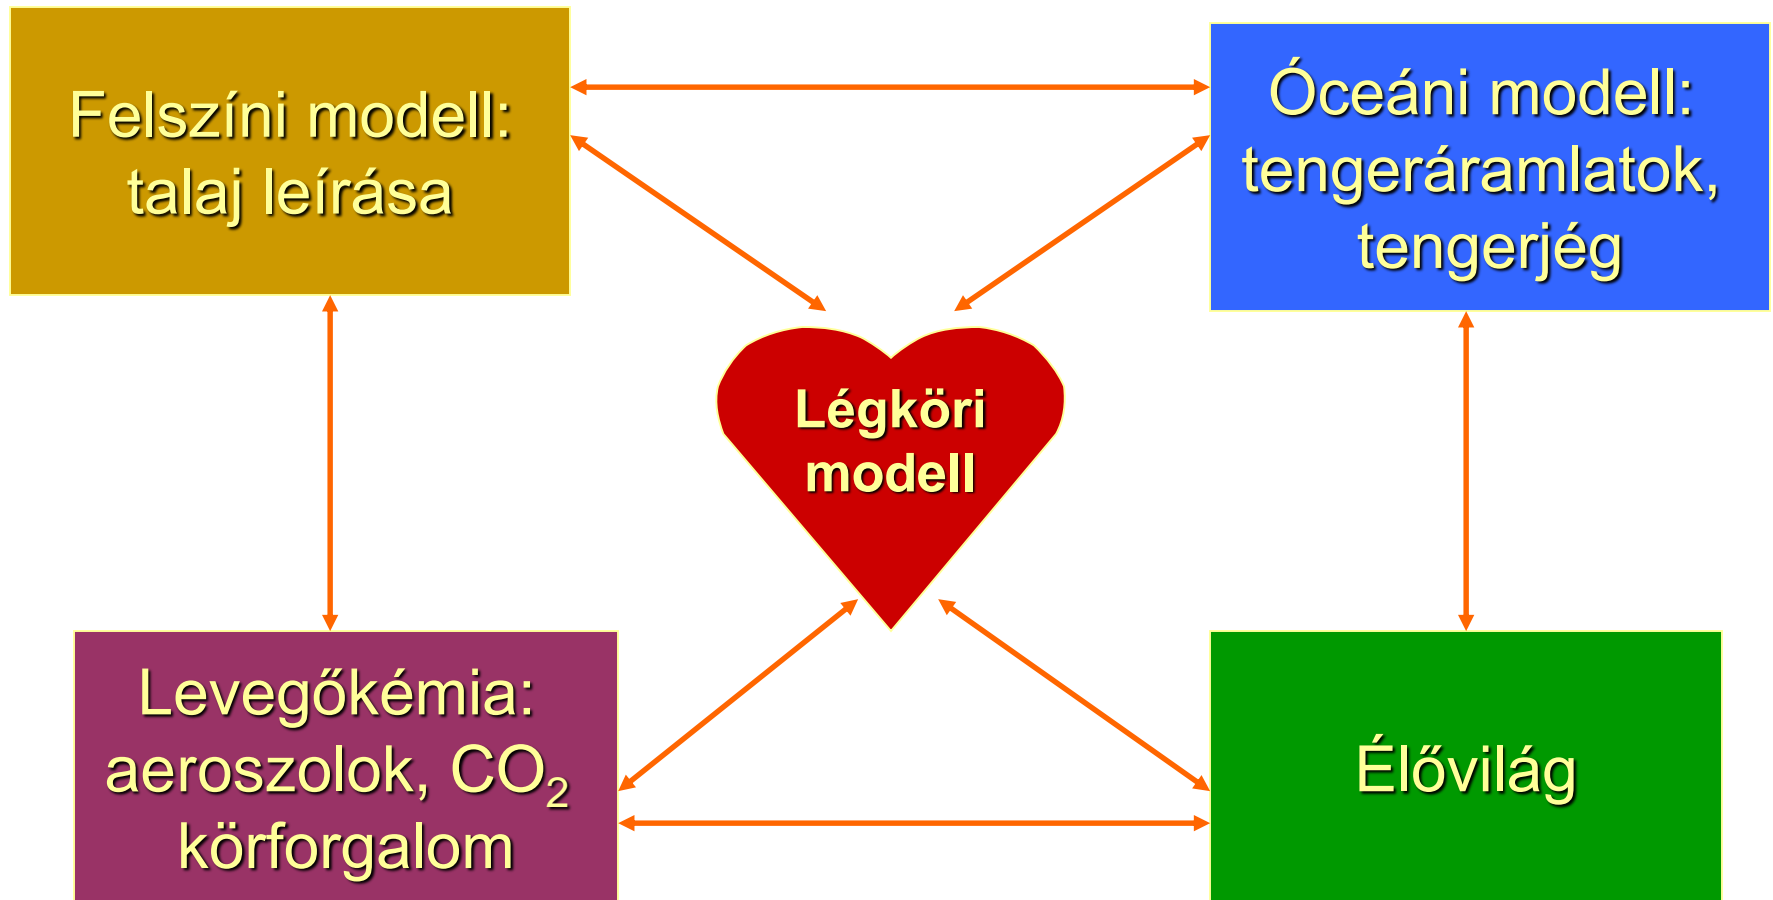 Felszíni modell:
talaj leírása
Óceáni modell:
tengeráramlatok,
tengerjég
Légköri
modell
Levegőkémia:
aeroszolok, CO₂
körforgalom
Élővilág